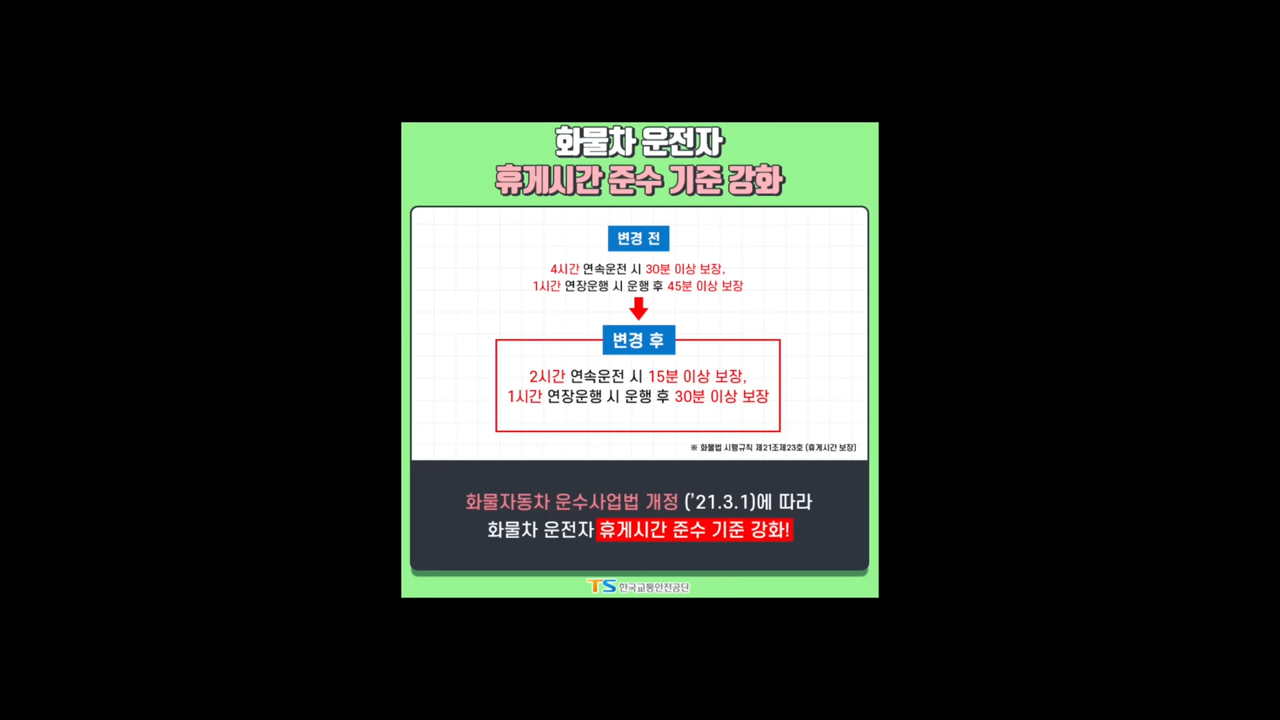 화물차 운전자
휴게시간 준수 기준 강화
변경 전
4시간 연속운전 시 30분 이상 보장,
1시간 연장운행 시 운행 후 45분 이상 보장
변경 후
2시간 연속운전 시 15분 이상 보장,
1시간 연장운행 시 운행 후 30분 이상 보장
※ 화물법 시행규칙 제21조제23호 (휴게시간 보장)
화물자동차 운수사업법 개정 ('21.3.1)에 따라
화물차 운전자 휴게시간 준수 기준 강화!
TS 한국교통안전공단